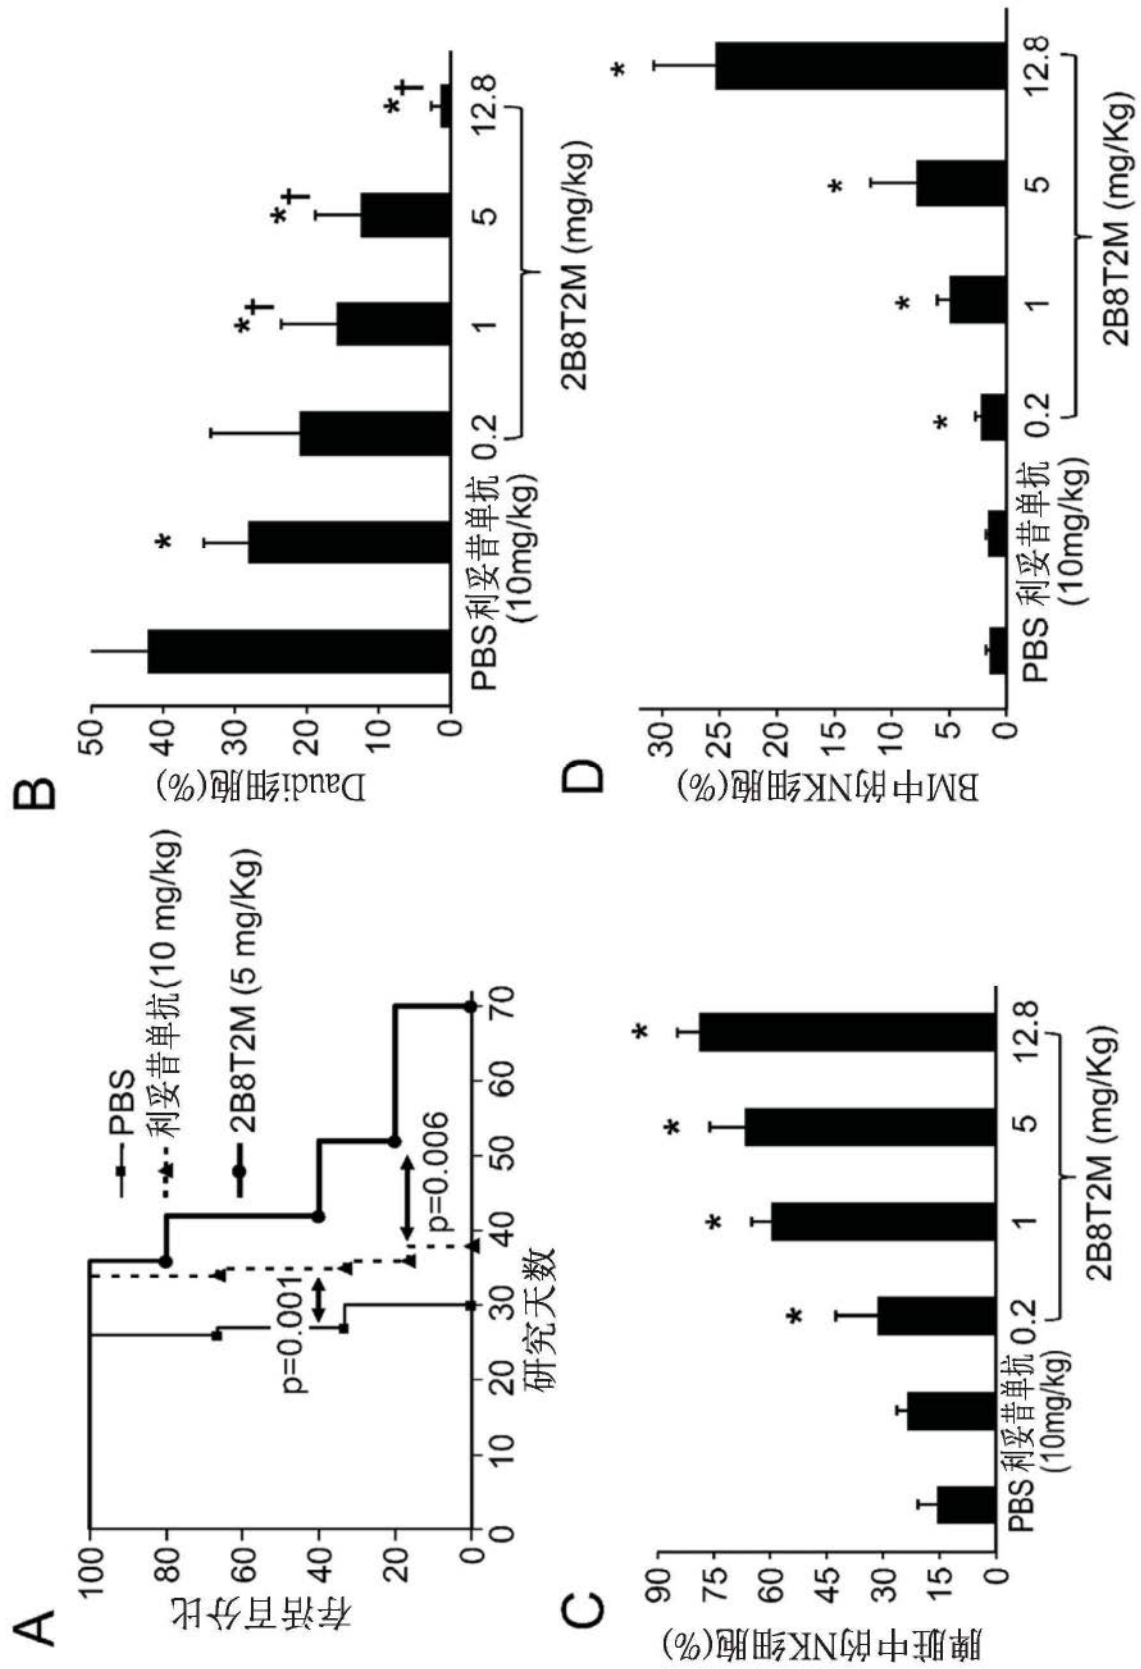 A
存活百分比
100
80
60
40
20
0
0
10
20
30
40
50
60
70
研究天数
PBS
利妥昔单抗(10 mg/kg)
2B8T2M (5 mg/Kg)
p=0.001
p=0.006
B
Daudi细胞(%)
50
40
30
20
10
0
*
*†
*†
*†
PBS
利妥昔单抗
(10mg/kg)
0.2
1
5
12.8
2B8T2M (mg/kg)
C
脾脏中的NK细胞(%)
90
75
60
45
30
15
0
*
*
*
*
PBS
利妥昔单抗
(10mg/kg)
0.2
1
5
12.8
2B8T2M (mg/Kg)
D
BM中的NK细胞(%)
30
25
20
15
10
5
0
*
*
*
*
PBS
利妥昔单抗
(10mg/kg)
0.2
1
5
12.8
2B8T2M (mg/Kg)